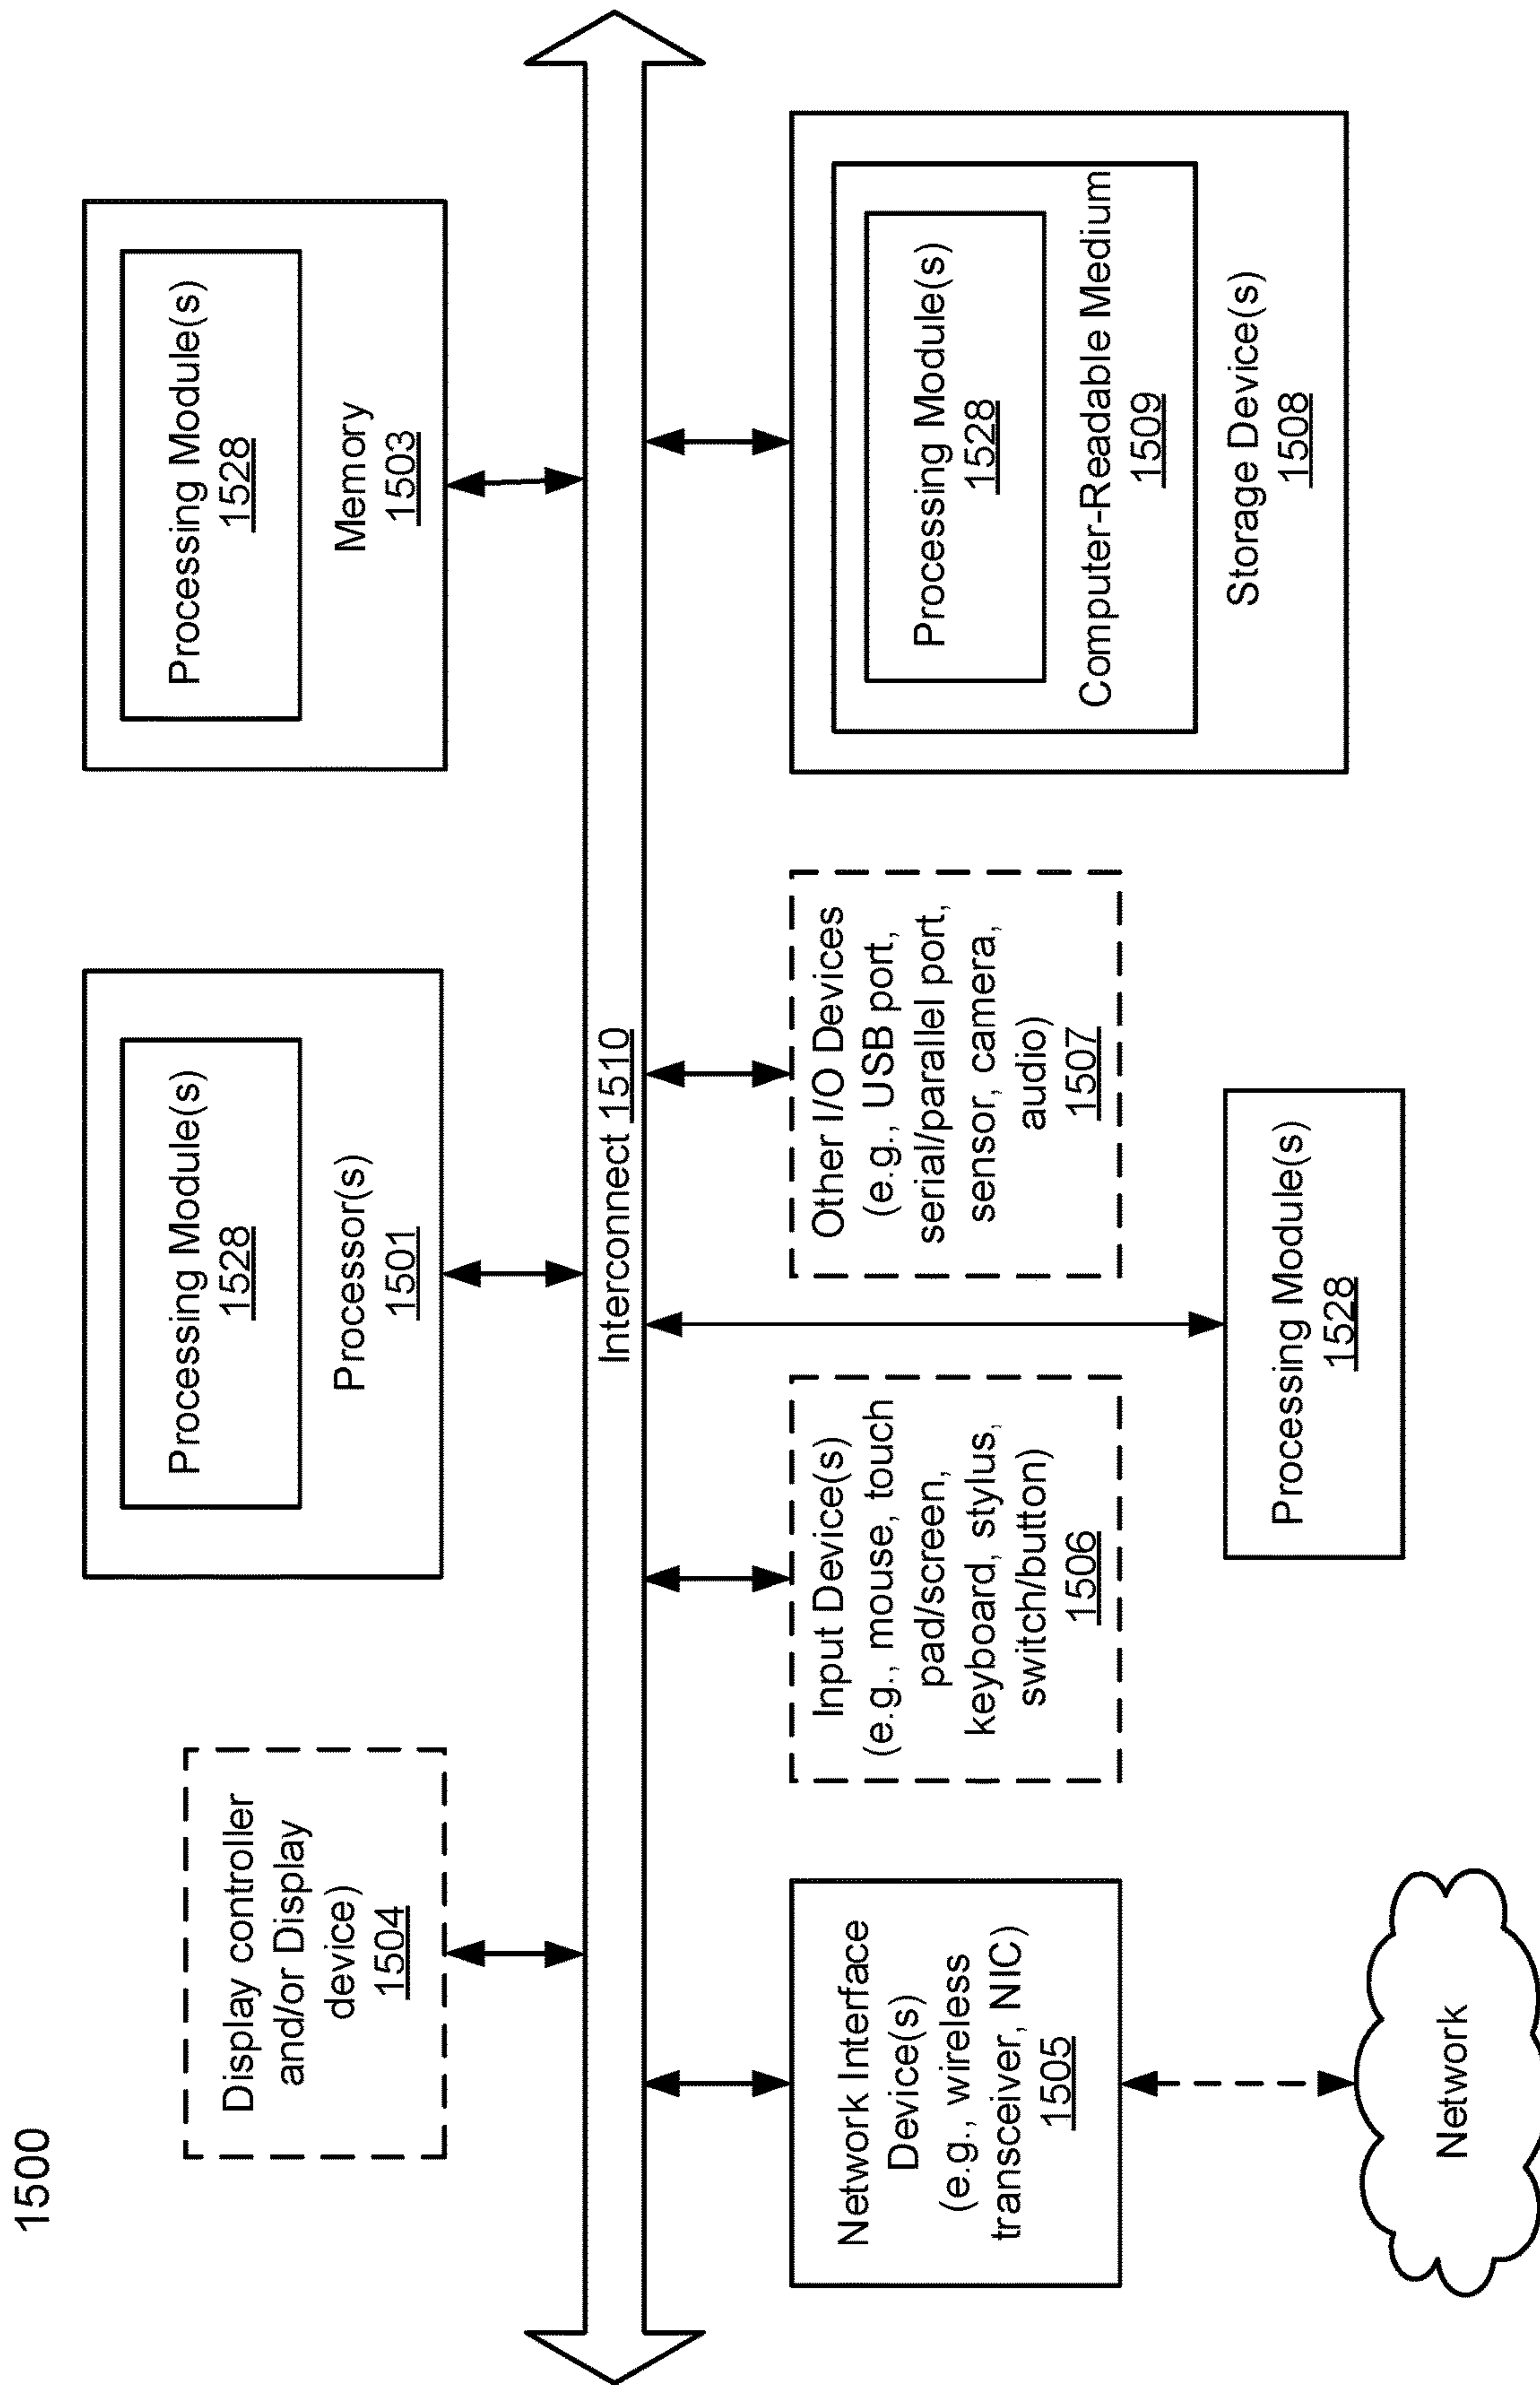 1500
Display controller
and/or Display
device)
1504
Processing Module(s)
1528
Processor(s)
1501
Processing Module(s)
1528
Memory
1503
Interconnect 1510
Network Interface
Device(s)
(e.g., wireless
transceiver, NIC)
1505
Input Device(s)
(e.g., mouse, touch
pad/screen,
keyboard, stylus,
switch/button)
1506
Other I/O Devices
(e.g., USB port,
serial/parallel port,
sensor, camera,
audio)
1507
Processing Module(s)
1528
Computer-Readable Medium
1509
Storage Device(s)
1508
Processing Module(s)
1528
Network